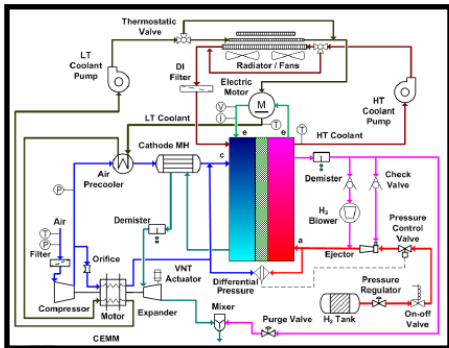 Thermostatic
Valve
LT
Coolant
Pump
DI
Filter
Radiator / Fans
Electric
Motor
HT
Coolant
Pump
V
I
M
T
T
LT Coolant
HT Coolant
Cathode MH
e
e
c
a
Air
Precooler
P
Demister
Check
Valve
H2
Blower
Pressure
Control
Valve
Air
T
P
Filter
Demister
Orifice
VNT
Actuator
Ejector
Differential
Pressure
Pressure
Regulator
Compressor
Motor
Expander
Mixer
H2 Tank
On-off
Valve
Purge Valve
CEMM